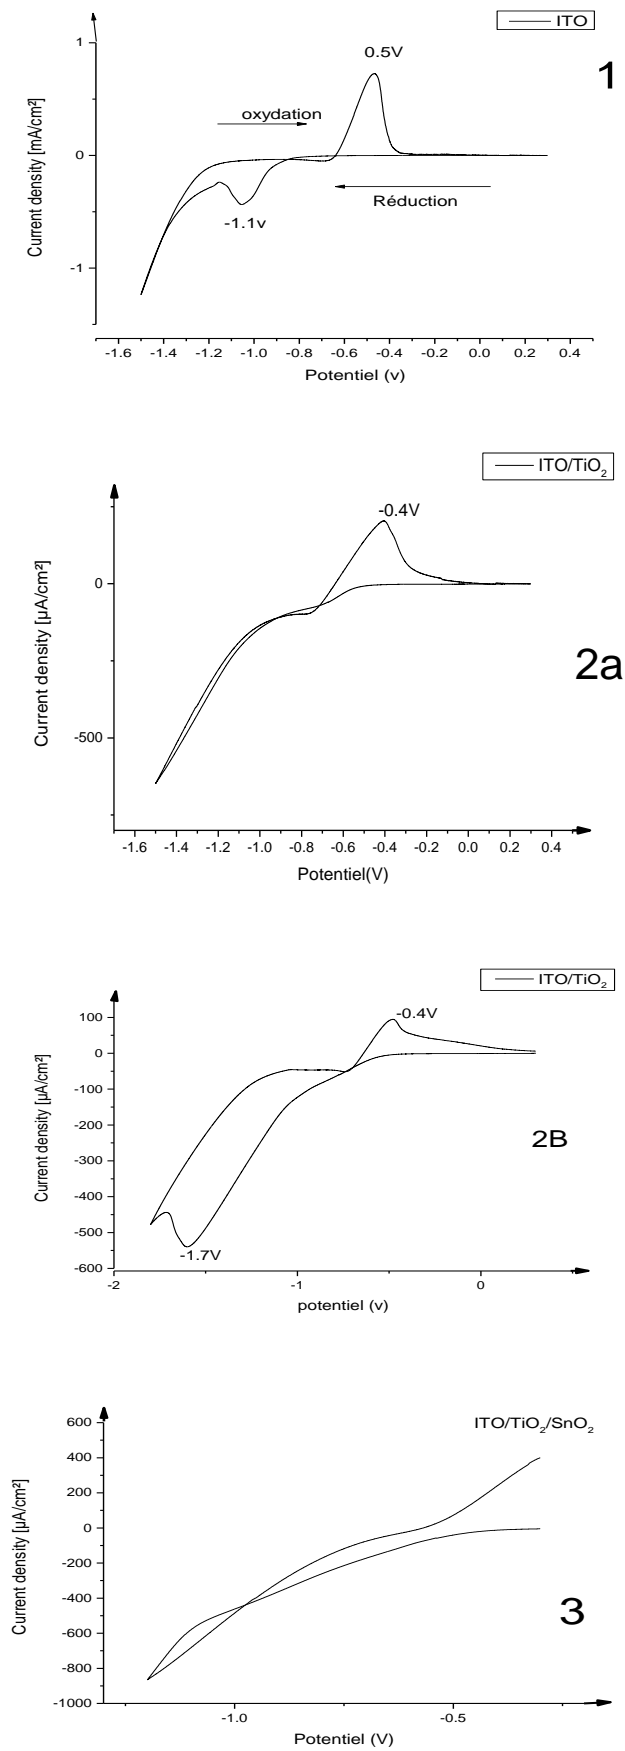 ITO
1
1
0.5V
oxydation
0
Réduction
-1.1v
-1
Current density [mA/cm²]
-1.6 -1.4 -1.2 -1.0 -0.8 -0.6 -0.4 -0.2 0.0 0.2 0.4
Potentiel (v)
ITO/TiO₂
-0.4V
0
2a
-500
Current density [µA/cm²]
-1.6 -1.4 -1.2 -1.0 -0.8 -0.6 -0.4 -0.2 0.0 0.2 0.4
Potentiel(V)
ITO/TiO₂
100
-0.4V
0
-100
2B
-200
-300
-400
-500
-1.7V
-600
Current density [µA/cm²]
-2 -1 0
potentiel (v)
600
ITO/TiO₂/SnO₂
400
200
0
-200
-400
3
-600
-800
-1000
Current density [µA/cm²]
-1.0 -0.5
Potentiel (V)